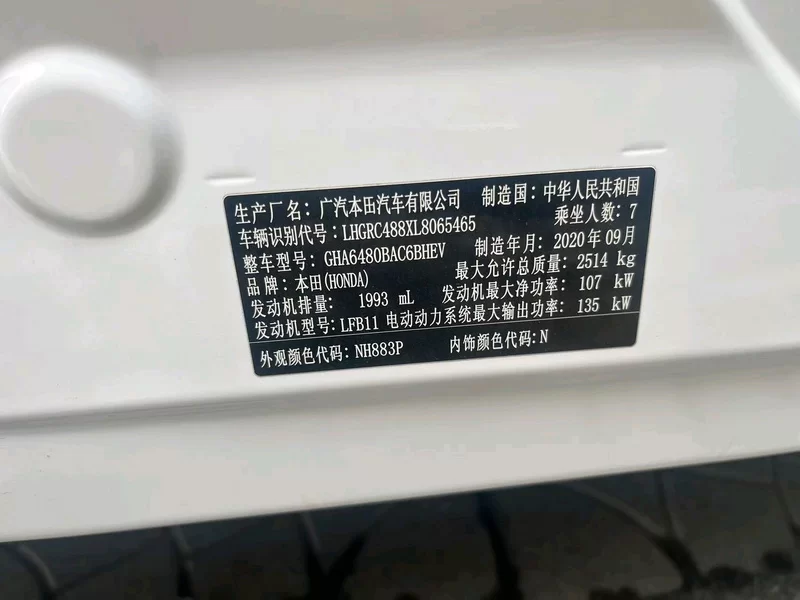 生产厂名：广汽本田汽车有限公司 制造国：中华人民共和国
车辆识别代号：LHGRC488XL8065465 乘坐人数：7
整车型号：GHA6480BAC6BHEV 制造年月：2020年09月
品牌：本田(HONDA) 最大允许总质量：2514 kg
发动机排量： 1993 mL 发动机最大净功率： 107 kW
发动机型号：LFB11 电动动力系统最大输出功率： 135 kW
外观颜色代码：NH883P 内饰颜色代码：N